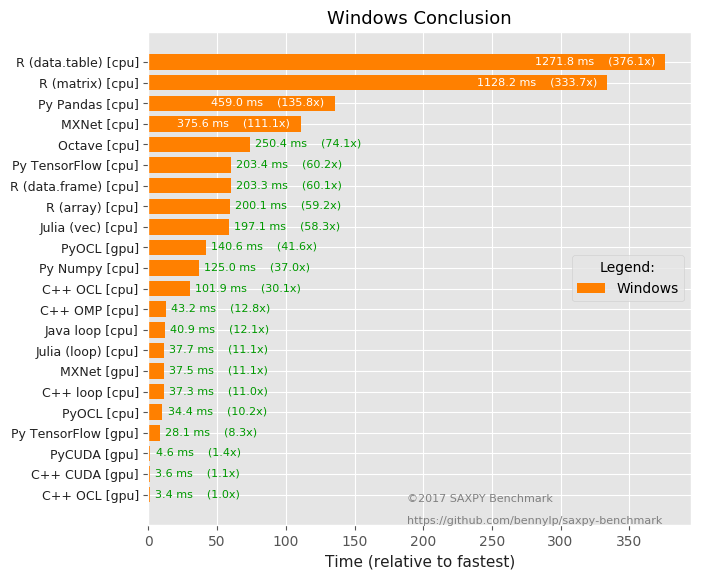 Windows Conclusion
R (data.table) [cpu] 1271.8 ms (376.1x)
R (matrix) [cpu] 1128.2 ms (333.7x)
Py Pandas [cpu] 459.0 ms (135.8x)
MXNet [cpu] 375.6 ms (111.1x)
Octave [cpu] 250.4 ms (74.1x)
Py TensorFlow [cpu] 203.4 ms (60.2x)
R (data.frame) [cpu] 203.3 ms (60.1x)
R (array) [cpu] 200.1 ms (59.2x)
Julia (vec) [cpu] 197.1 ms (58.3x)
PyOCL [gpu] 140.6 ms (41.6x)
Py Numpy [cpu] 125.0 ms (37.0x)
C++ OCL [cpu] 101.9 ms (30.1x)
C++ OMP [cpu] 43.2 ms (12.8x)
Java loop [cpu] 40.9 ms (12.1x)
Julia (loop) [cpu] 37.7 ms (11.1x)
MXNet [gpu] 37.5 ms (11.1x)
C++ loop [cpu] 37.3 ms (11.0x)
PyOCL [cpu] 34.4 ms (10.2x)
Py TensorFlow [gpu] 28.1 ms (8.3x)
PyCUDA [gpu] 4.6 ms (1.4x)
C++ CUDA [gpu] 3.6 ms (1.1x)
C++ OCL [gpu] 3.4 ms (1.0x)
Legend:
Windows
©2017 SAXPY Benchmark
https://github.com/bennylp/saxpy-benchmark
0 50 100 150 200 250 300 350
Time (relative to fastest)